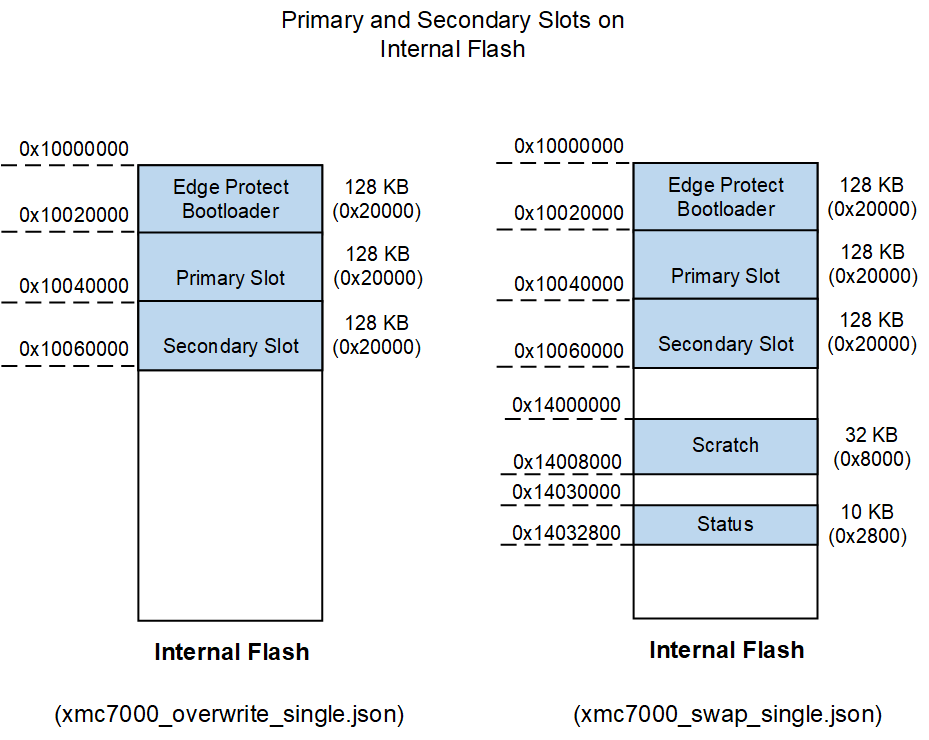 Primary and Secondary Slots on
Internal Flash
0x10000000
Edge Protect
Bootloader
128 KB
(0x20000)
0x10020000
Primary Slot
128 KB
(0x20000)
0x10040000
Secondary Slot
128 KB
(0x20000)
0x10060000
Internal Flash
(xmc7000_overwrite_single.json)
0x10000000
Edge Protect
Bootloader
128 KB
(0x20000)
0x10020000
Primary Slot
128 KB
(0x20000)
0x10040000
Secondary Slot
128 KB
(0x20000)
0x10060000
0x14000000
Scratch
32 KB
(0x8000)
0x14008000
0x14030000
Status
10 KB
(0x2800)
0x14032800
Internal Flash
(xmc7000_swap_single.json)